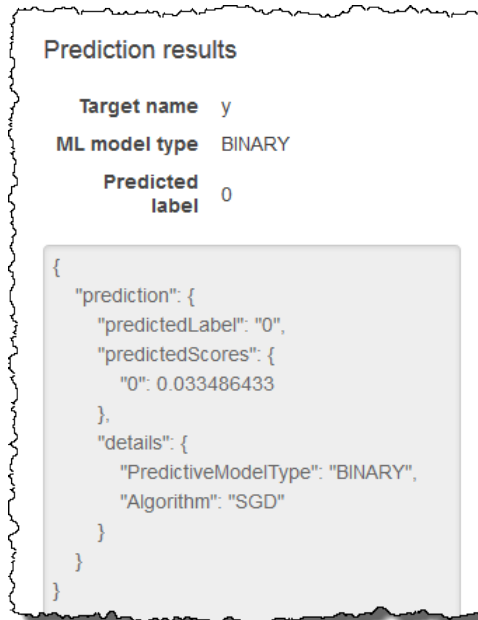 Prediction results
Target name y
ML model type BINARY
Predicted
label 0
{
"prediction": {
"predictedLabel": "0",
"predictedScores": {
"0": 0.033486433
},
"details": {
"PredictiveModelType": "BINARY",
"Algorithm": "SGD"
}
}
}